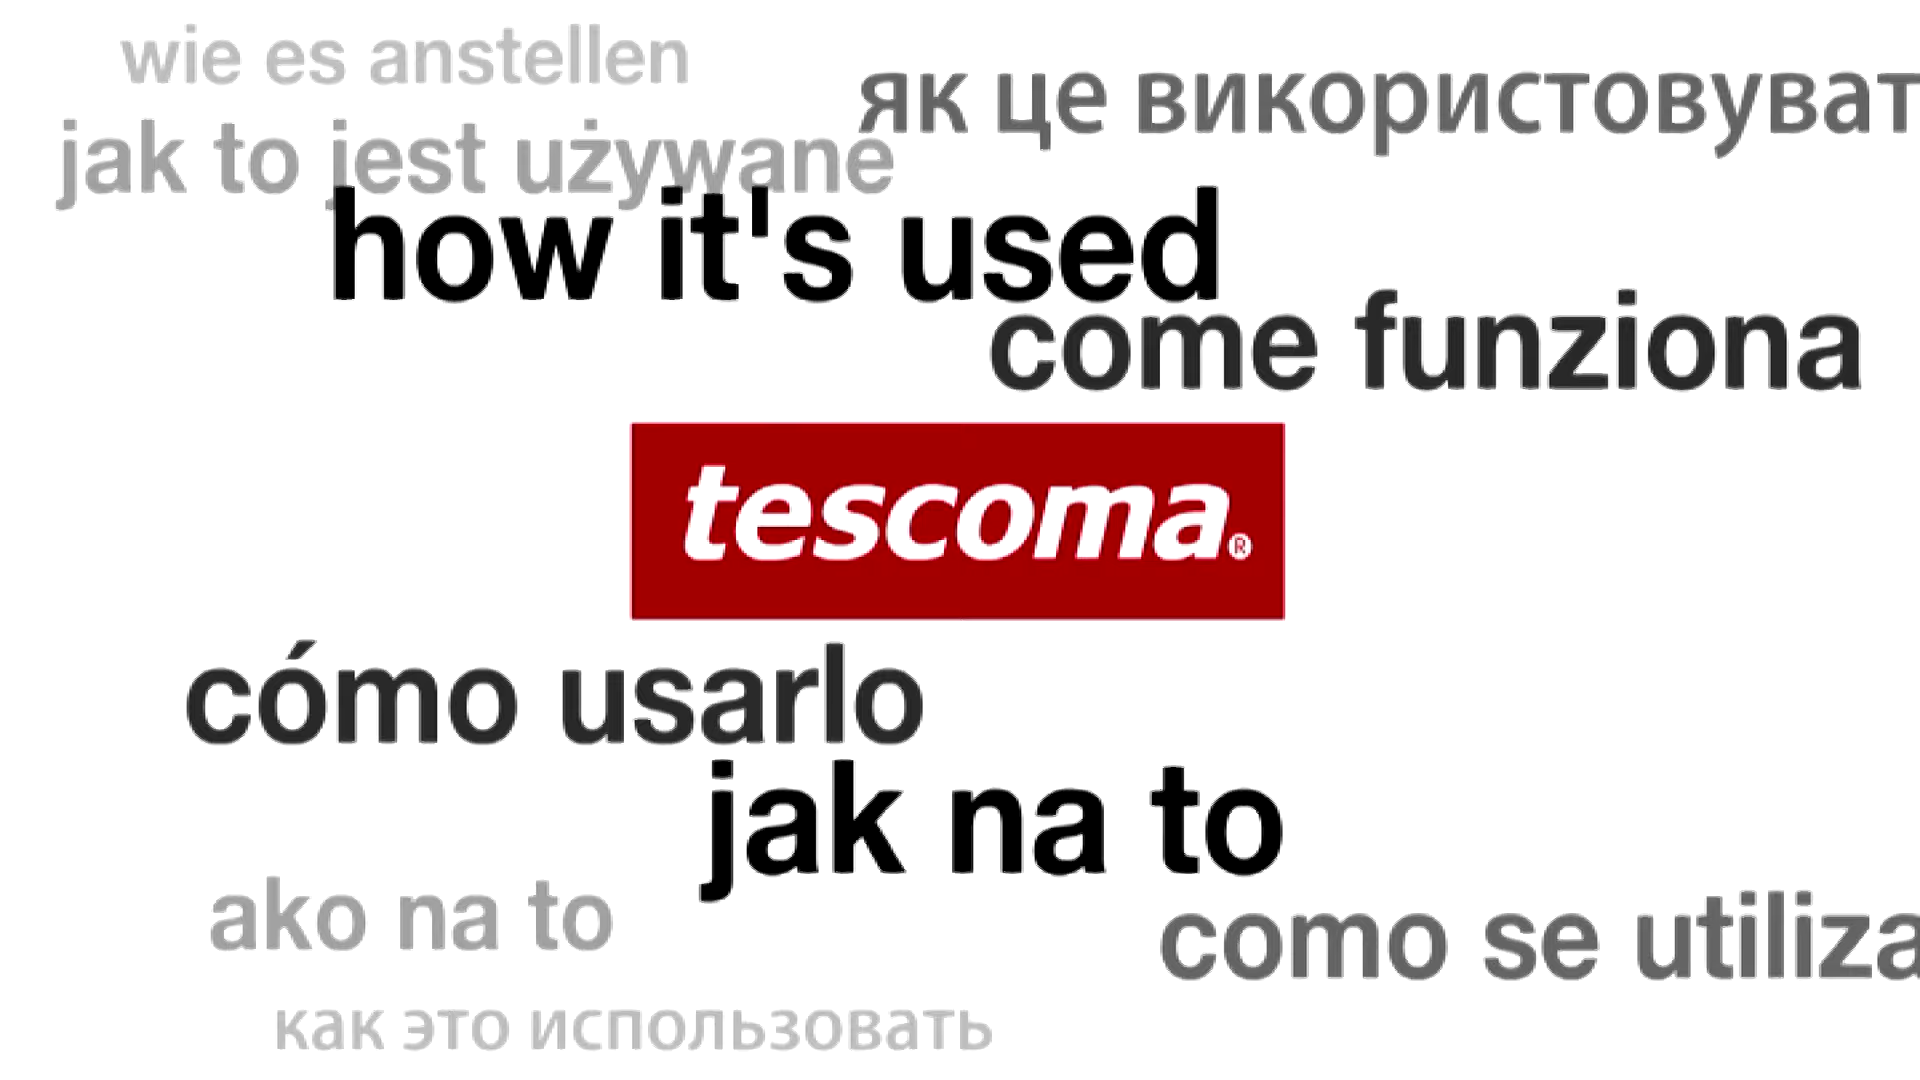 wie es anstellen
як це використовуват
jak to jest używane
how it's used
come funziona
tescoma®
cómo usarlo
jak na to
ako na to
como se utiliza
как это использовать